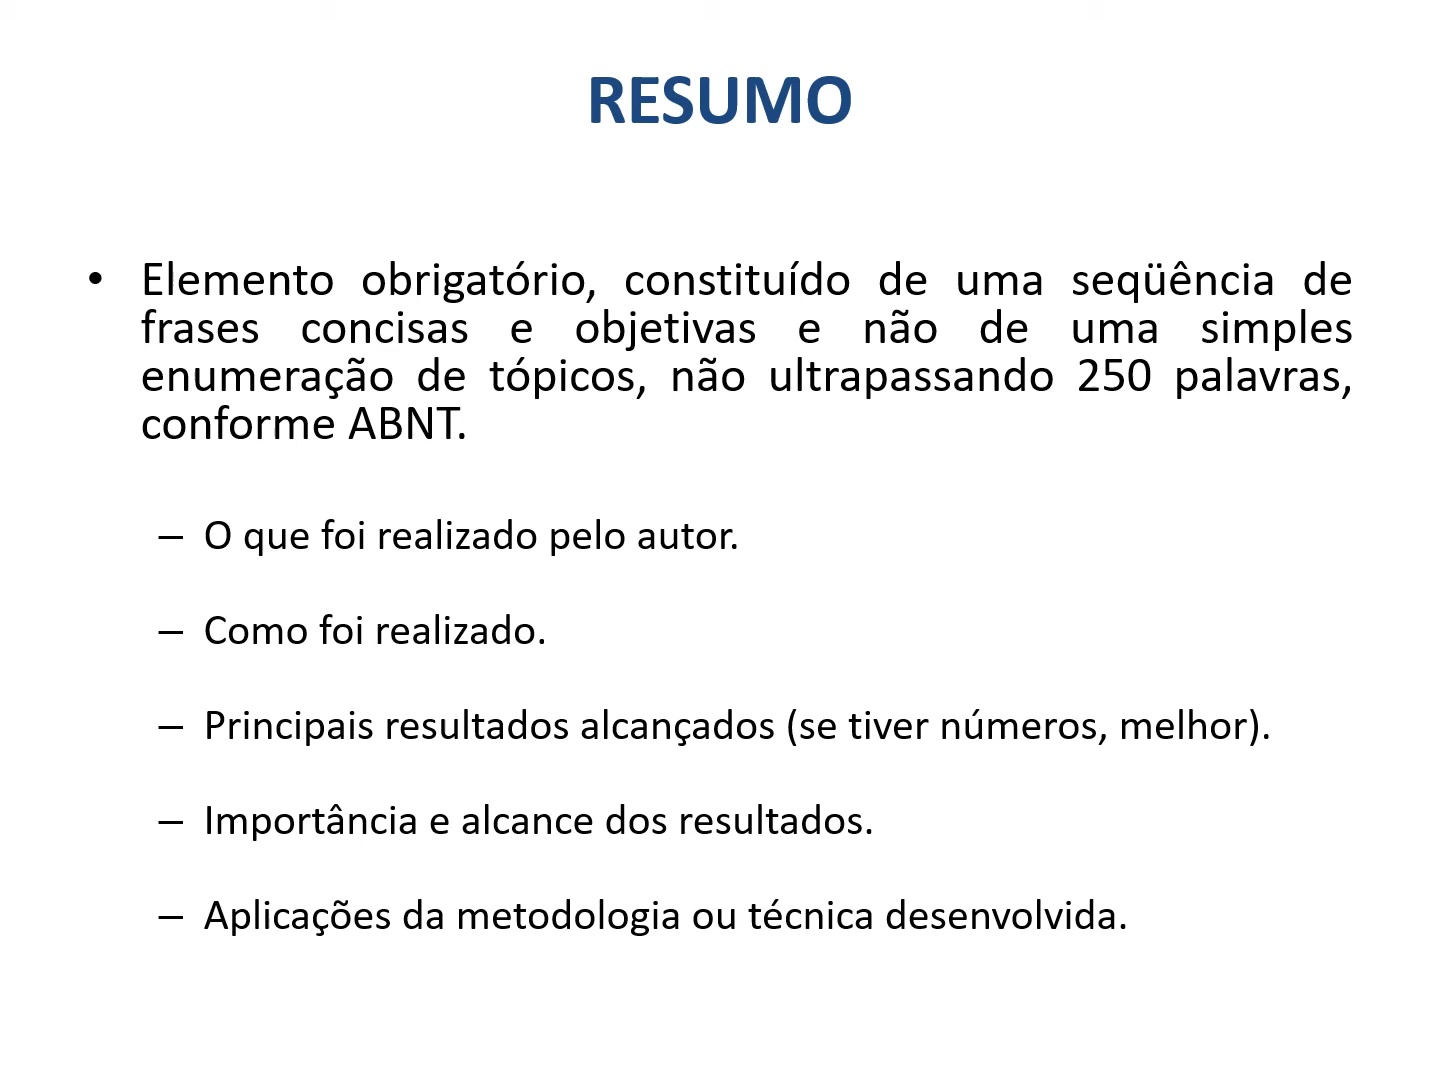 RESUMO
• Elemento obrigatório, constituído de uma seqüência de
frases concisas e objetivas e não de uma simples
enumeração de tópicos, não ultrapassando 250 palavras,
conforme ABNT.
– O que foi realizado pelo autor.
– Como foi realizado.
– Principais resultados alcançados (se tiver números, melhor).
– Importância e alcance dos resultados.
– Aplicações da metodologia ou técnica desenvolvida.